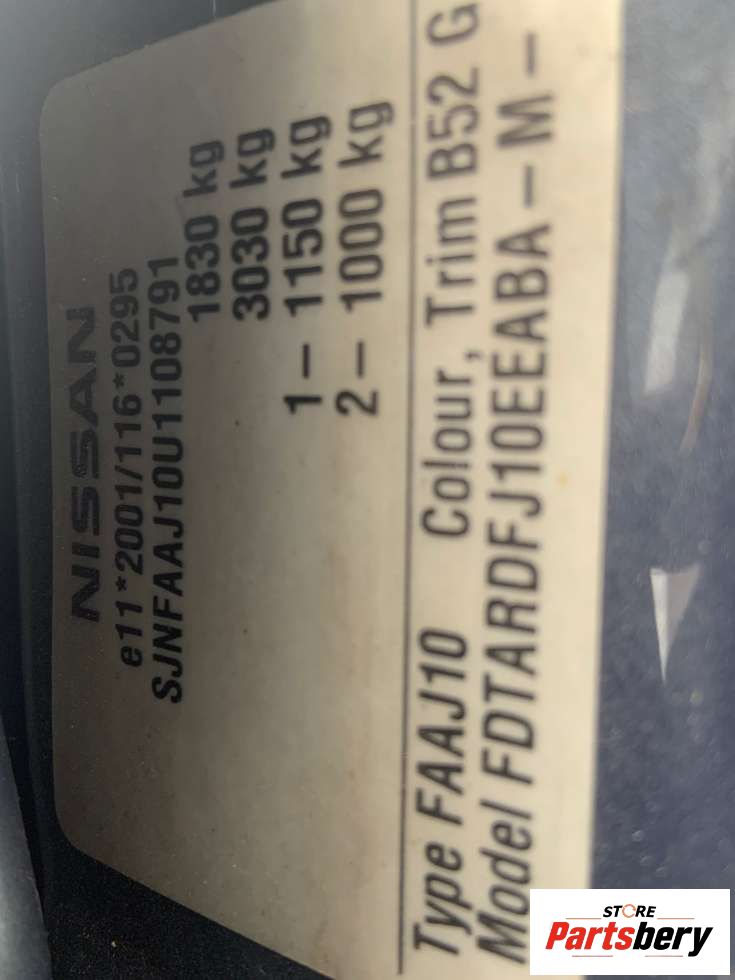 NISSAN
e11*2001/116*0295
SJNFAAJ10U1108791
1830 kg
3030 kg
1– 1150 kg
2– 1000 kg
Type FAAJ10 Colour, Trim B52 G
Model FDTARDFJ10EEABA – M –
STORE
Partsbery